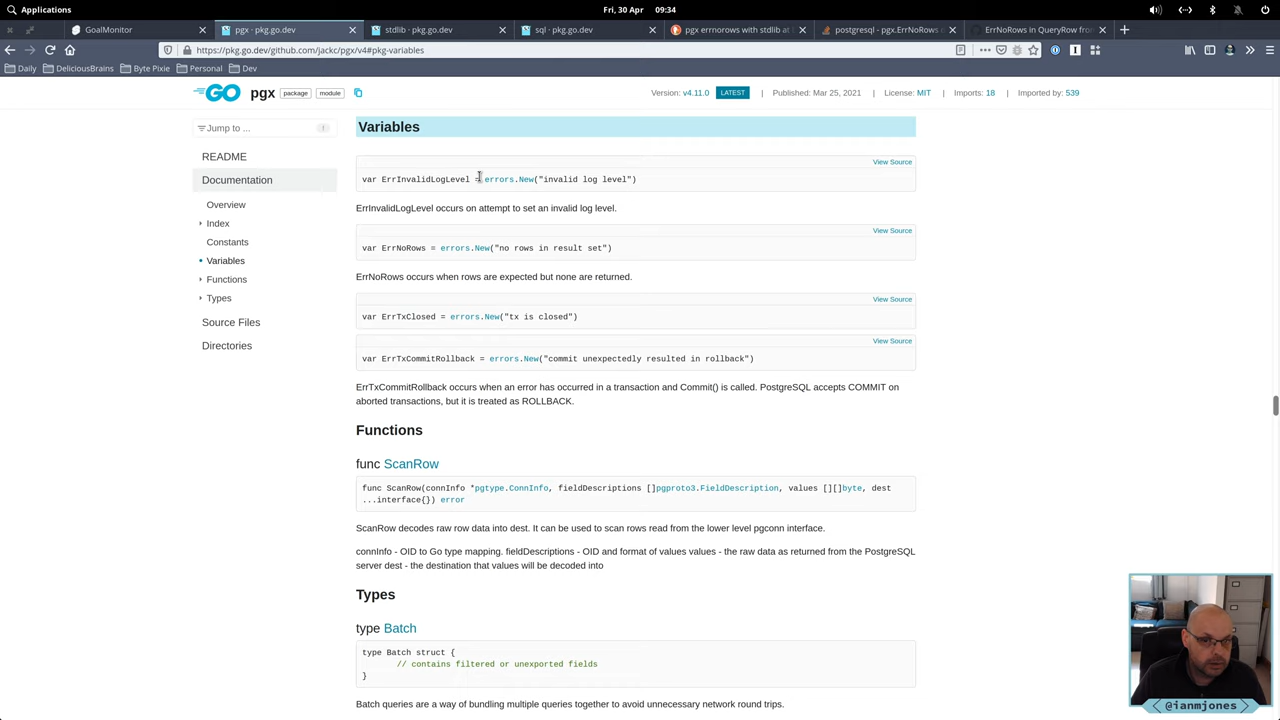 Applications
Fri, 30 Apr 09:34
GoalMonitor
pgx · go.dev
stdlib · pkg.go.dev
sql · pkg.go.dev
pgx errnorows with stdlib at
postgresql - pgx.ErrNoRows
ErrNoRows in QueryRow from
https://pkg.go.dev/github.com/jackc/pgx/v4#pkg-variables
Daily
DeliciousBrains
Byte Pixie
Personal
Dev
GO
pgx
package
module
Version: v4.11.0
LATEST
| Published: Mar 25, 2021
| License: MIT
| Imports: 18
| Imported by: 539
Jump to ...
README
Documentation
Overview
Index
Constants
Variables
Functions
Types
Source Files
Directories
Variables
View Source
var ErrInvalidLogLevel = errors.New("invalid log level")
ErrInvalidLogLevel occurs on attempt to set an invalid log level.
View Source
var ErrNoRows = errors.New("no rows in result set")
ErrNoRows occurs when rows are expected but none are returned.
View Source
var ErrTxClosed = errors.New("tx is closed")
View Source
var ErrTxCommitRollback = errors.New("commit unexpectedly resulted in rollback")
ErrTxCommitRollback occurs when an error has occurred in a transaction and Commit() is called. PostgreSQL accepts COMMIT on
aborted transactions, but it is treated as ROLLBACK.
Functions
func ScanRow
func ScanRow(connInfo *pgtype.ConnInfo, fieldDescriptions []pgproto3.FieldDescription, values [][]byte, dest
...interface{}) error
ScanRow decodes raw row data into dest. It can be used to scan rows read from the lower level pgconn interface.
connInfo - OID to Go type mapping. fieldDescriptions - OID and format of values values - the raw data as returned from the PostgreSQL
server dest - the destination that values will be decoded into
Types
type Batch
type Batch struct {
// contains filtered or unexported fields
}
Batch queries are a way of bundling multiple queries together to avoid unnecessary network round trips.
@ianmjones